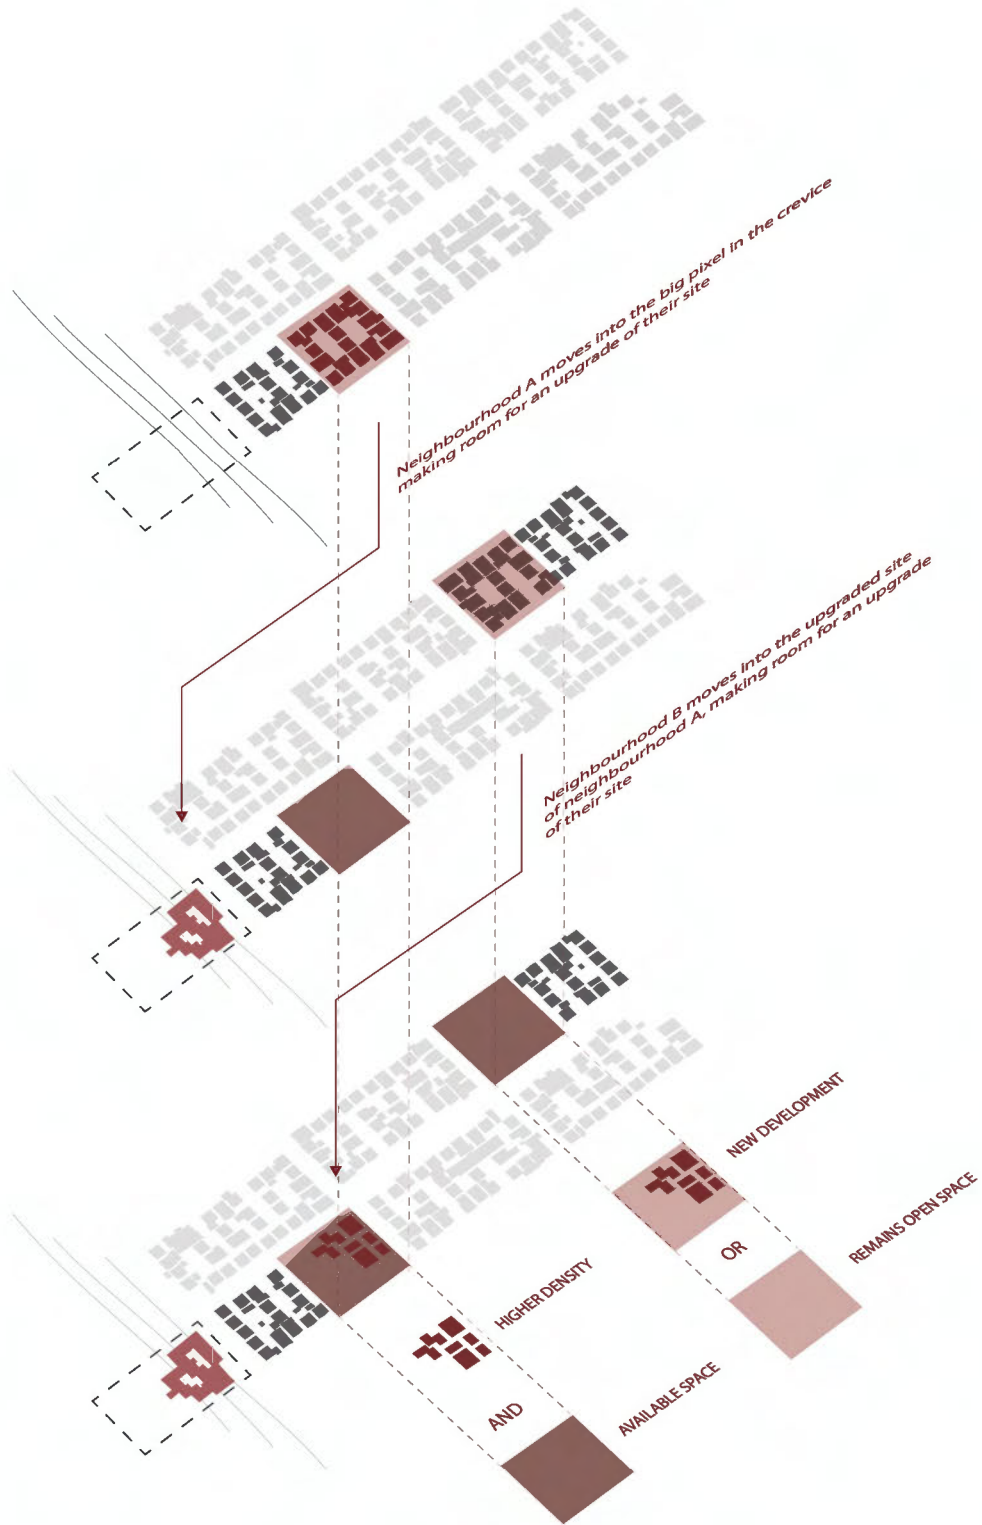 Neighbourhood A moves into the big pixel in the crevice
making room for an upgrade of their site
Neighbourhood B moves into the upgraded site
of neighbourhood A, making room for an upgrade
of their site
NEW DEVELOPMENT
OR
REMAINS OPEN SPACE
HIGHER DENSITY
AND
AVAILABLE SPACE